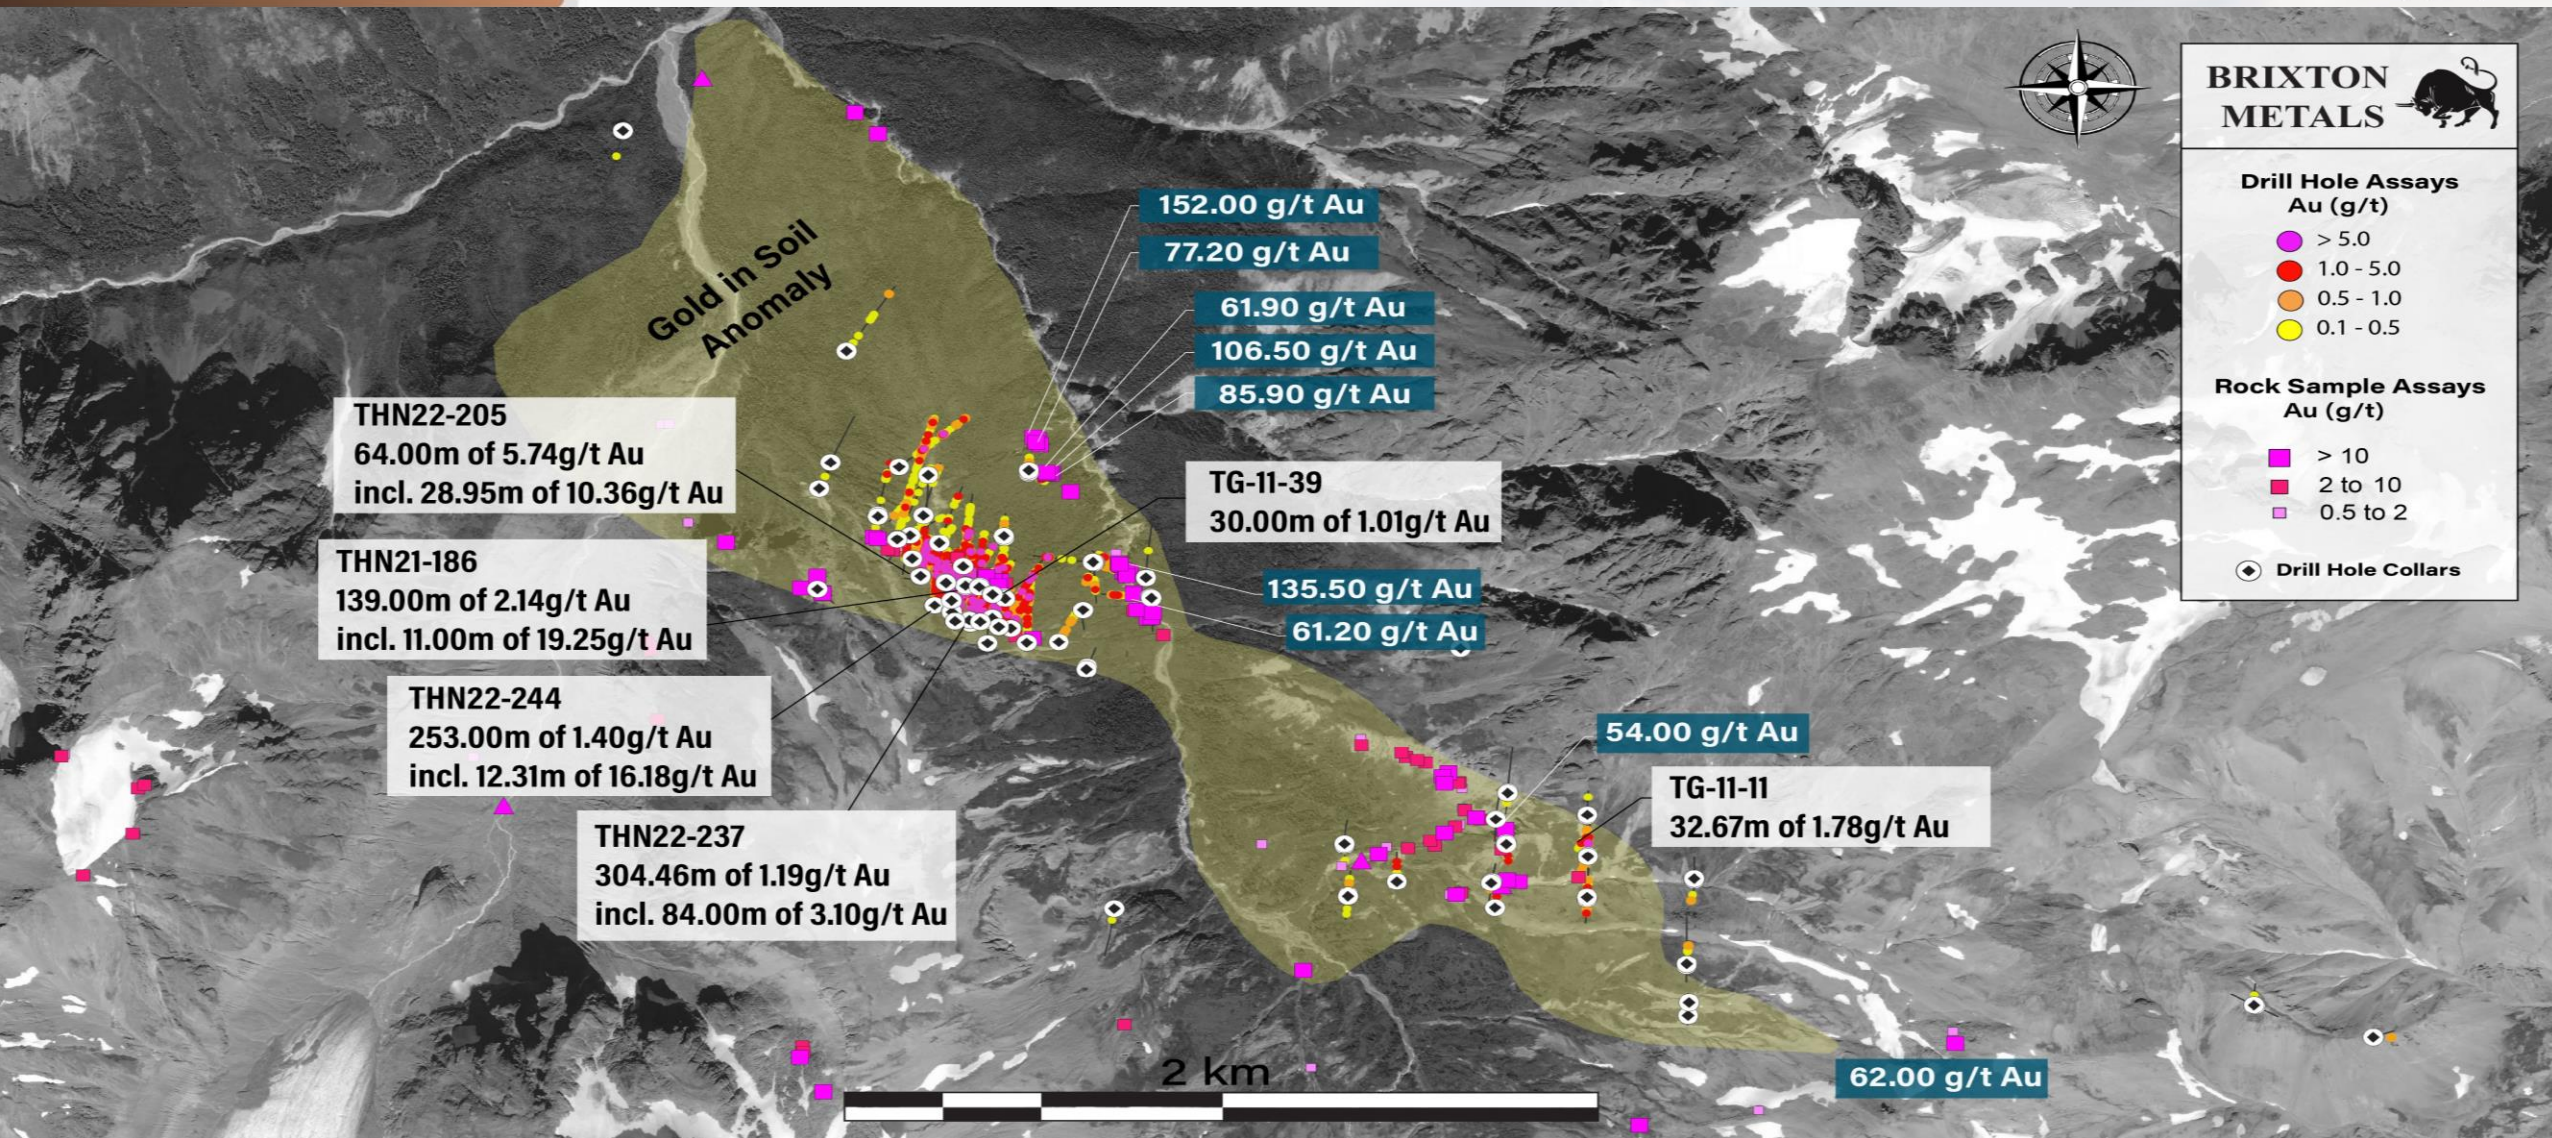 BRIXTON
METALS
Drill Hole Assays
Au (g/t)
> 5.0
1.0 - 5.0
0.5 - 1.0
0.1 - 0.5
Rock Sample Assays
Au (g/t)
> 10
2 to 10
0.5 to 2
Drill Hole Collars
Gold in Soil
Anomaly
152.00 g/t Au
77.20 g/t Au
61.90 g/t Au
106.50 g/t Au
85.90 g/t Au
THN22-205
64.00m of 5.74g/t Au
incl. 28.95m of 10.36g/t Au
TG-11-39
30.00m of 1.01g/t Au
THN21-186
139.00m of 2.14g/t Au
incl. 11.00m of 19.25g/t Au
135.50 g/t Au
61.20 g/t Au
THN22-244
253.00m of 1.40g/t Au
incl. 12.31m of 16.18g/t Au
54.00 g/t Au
TG-11-11
32.67m of 1.78g/t Au
THN22-237
304.46m of 1.19g/t Au
incl. 84.00m of 3.10g/t Au
62.00 g/t Au
2 km